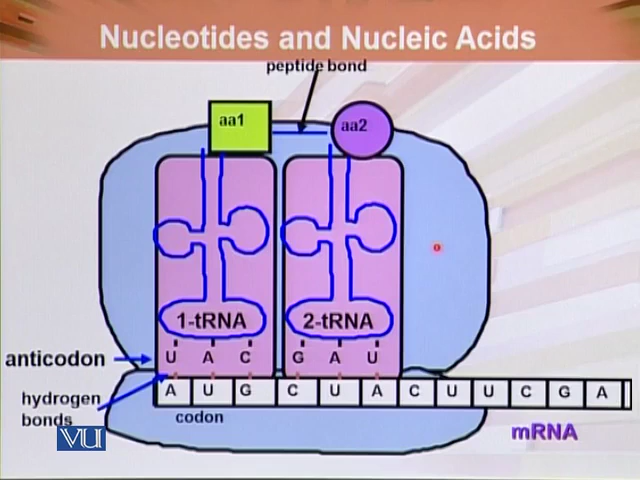 Nucleotides and Nucleic Acids
peptide bond
aa1
aa2
1-tRNA
2-tRNA
anticodon
U A C G A U
A U G C U A C U U C G A
hydrogen
bonds
codon
VU
mRNA